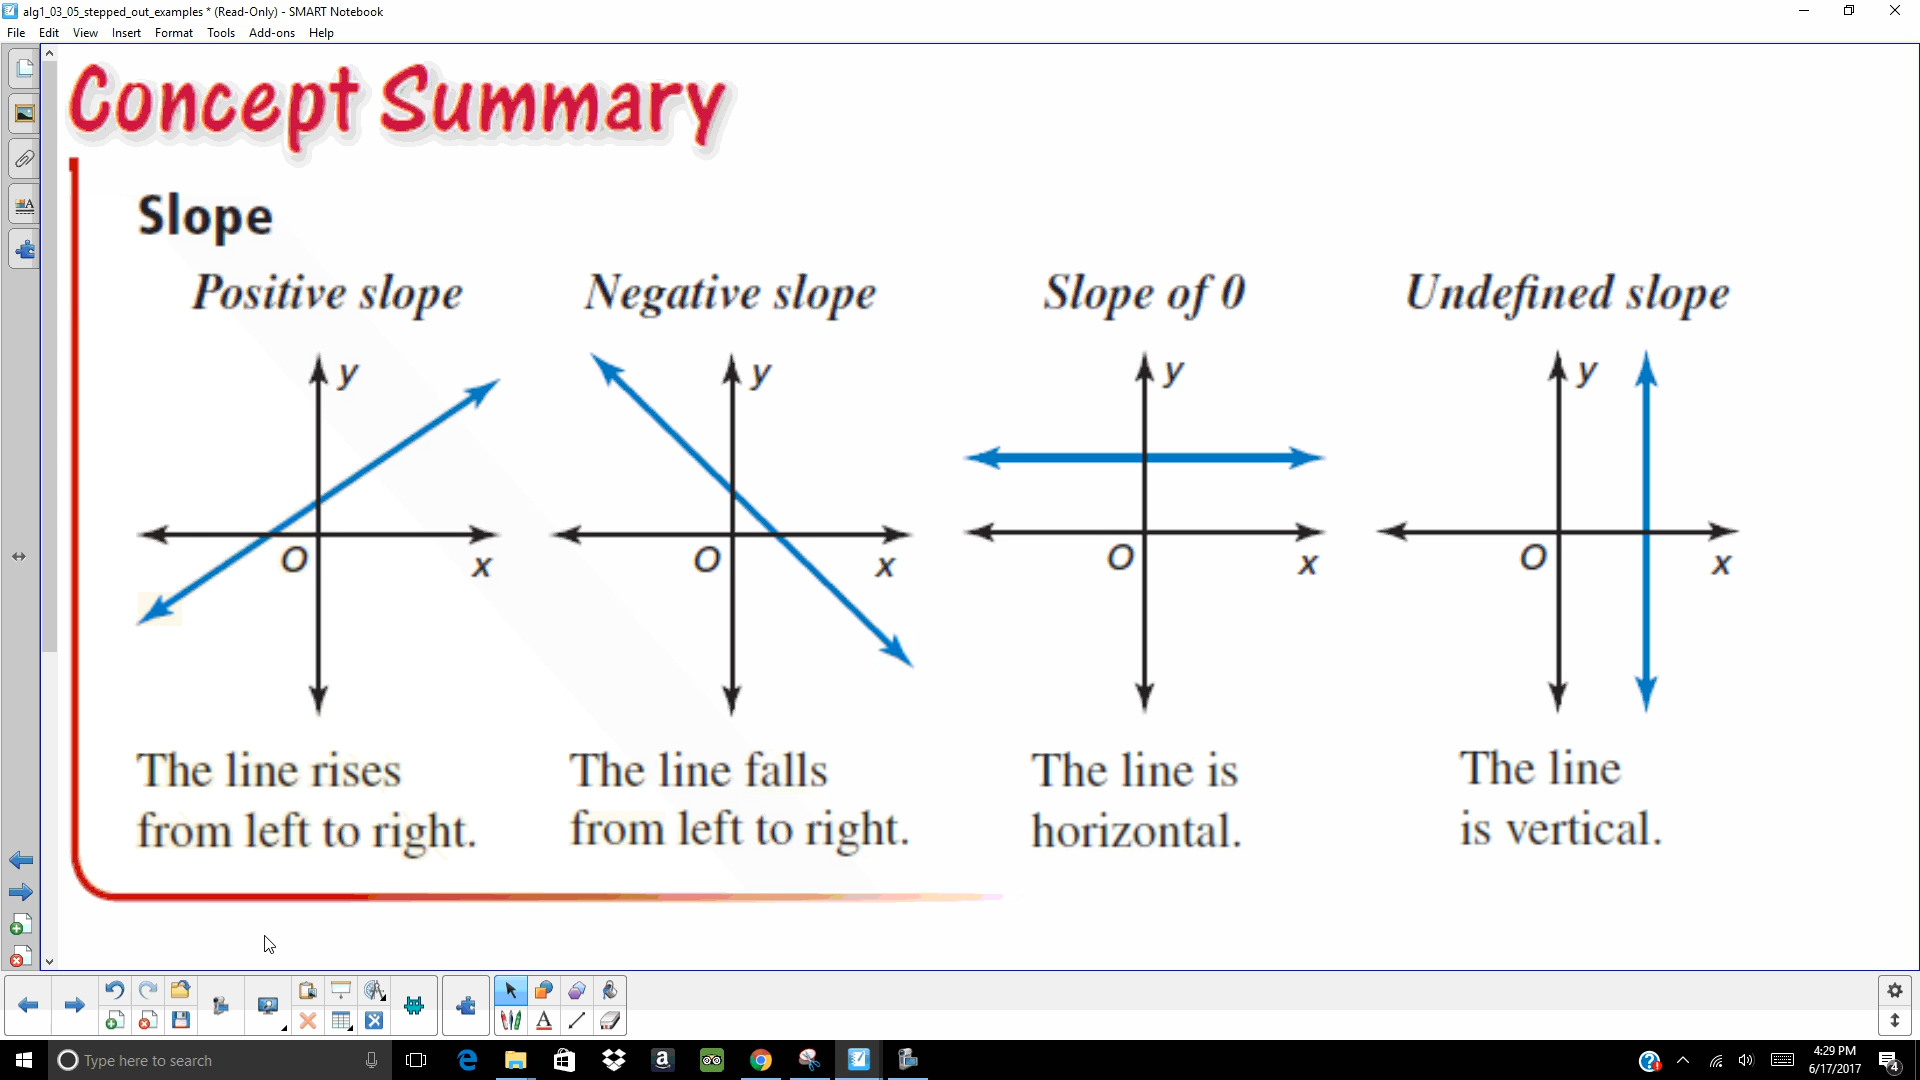 alg1_03_05_stepped_out_examples * (Read-Only) - SMART Notebook
File Edit View Insert Format Tools Add-ons Help
Concept Summary
Slope
Positive slope Negative slope Slope of 0 Undefined slope
y y y y
O x O x O x O x
The line rises
from left to right.
The line falls
from left to right.
The line is
horizontal.
The line
is vertical.
Type here to search
4:29 PM
6/17/2017
4